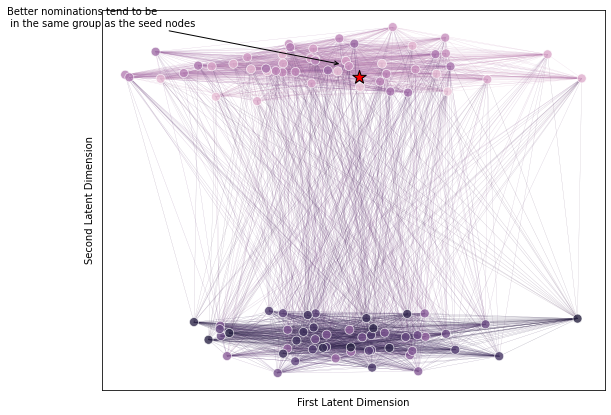 Better nominations tend to be
in the same group as the seed nodes
Second Latent Dimension
First Latent Dimension